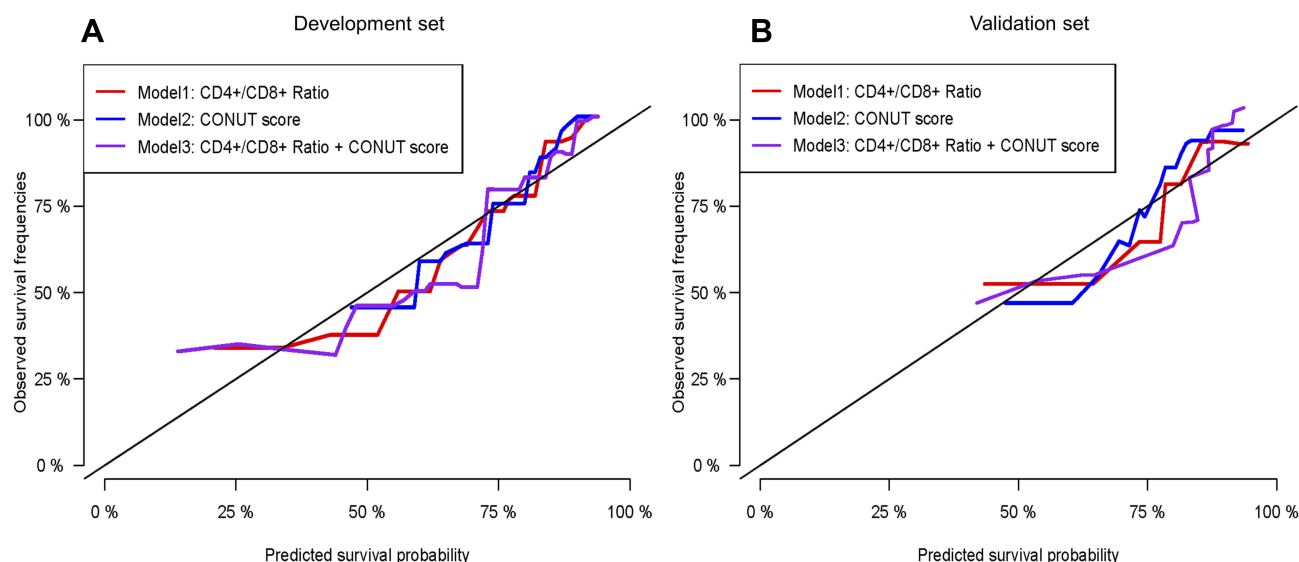 A
Development set
Model1: CD4+/CD8+ Ratio
Model2: CONUT score
Model3: CD4+/CD8+ Ratio + CONUT score
Observed survival frequencies
100 %
75 %
50 %
25 %
0 %
0 %
25 %
50 %
75 %
100 %
Predicted survival probability
B
Validation set
Model1: CD4+/CD8+ Ratio
Model2: CONUT score
Model3: CD4+/CD8+ Ratio + CONUT score
Observed survival frequencies
100 %
75 %
50 %
25 %
0 %
0 %
25 %
50 %
75 %
100 %
Predicted survival probability